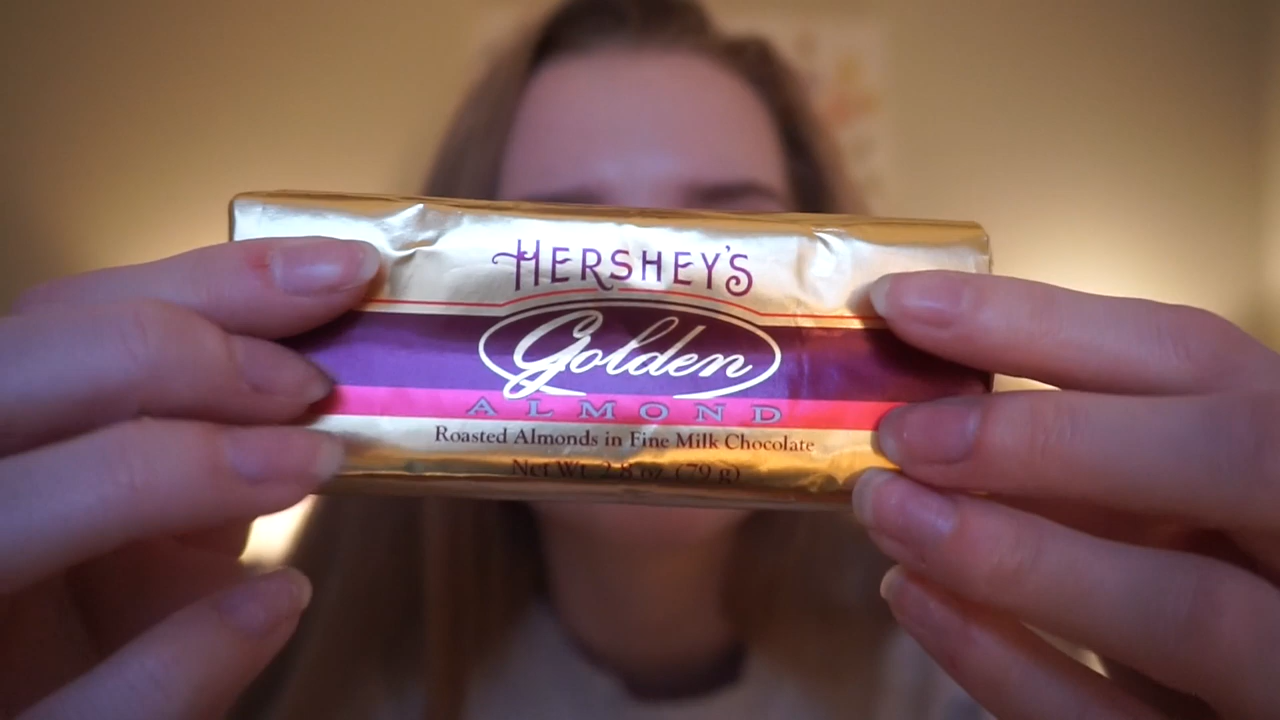 HERSHEY'S
Golden
ALMOND
Roasted Almonds in Fine Milk Chocolate
Net Wt. 2.8 oz (79 g)